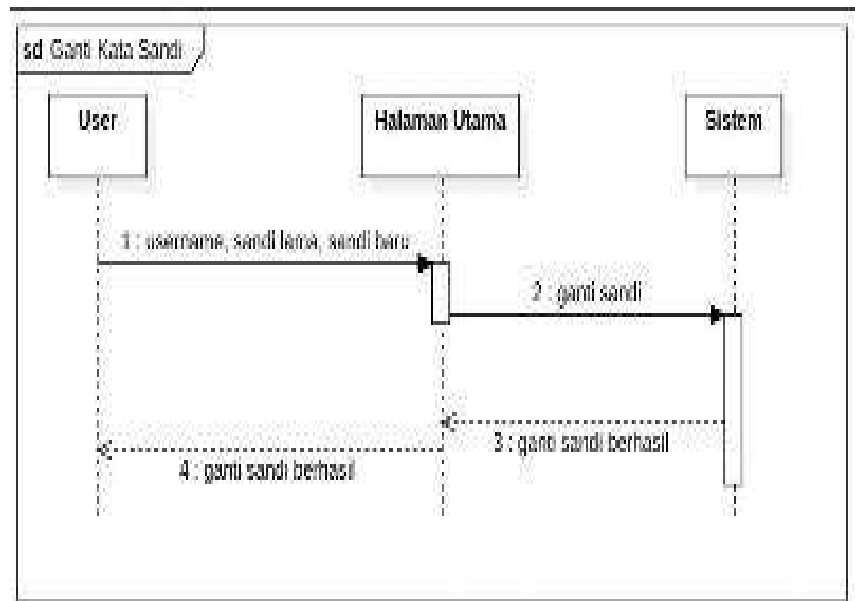 sd Ganti Kata Sandi
User
Halaman Utama
Sistem
1 : username, sandi lama, sandi baru
2 : ganti sandi
3 : ganti sandi berhasil
4 : ganti sandi berhasil